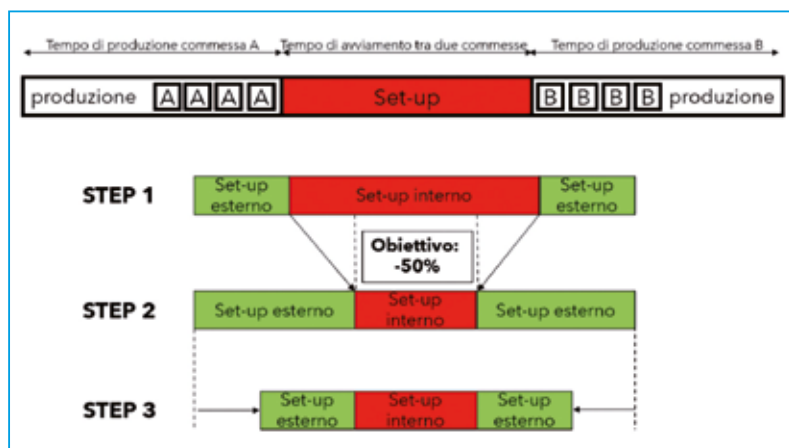 Tempo di produzione commessa A Tempo di avviamento tra due commesse Tempo di produzione commessa B
produzione A A A A Set-up B B B B produzione
STEP 1
Set-up esterno
Set-up interno
Set-up esterno
Obiettivo:
-50%
STEP 2
Set-up esterno
Set-up interno
Set-up esterno
STEP 3
Set-up esterno
Set-up interno
Set-up esterno